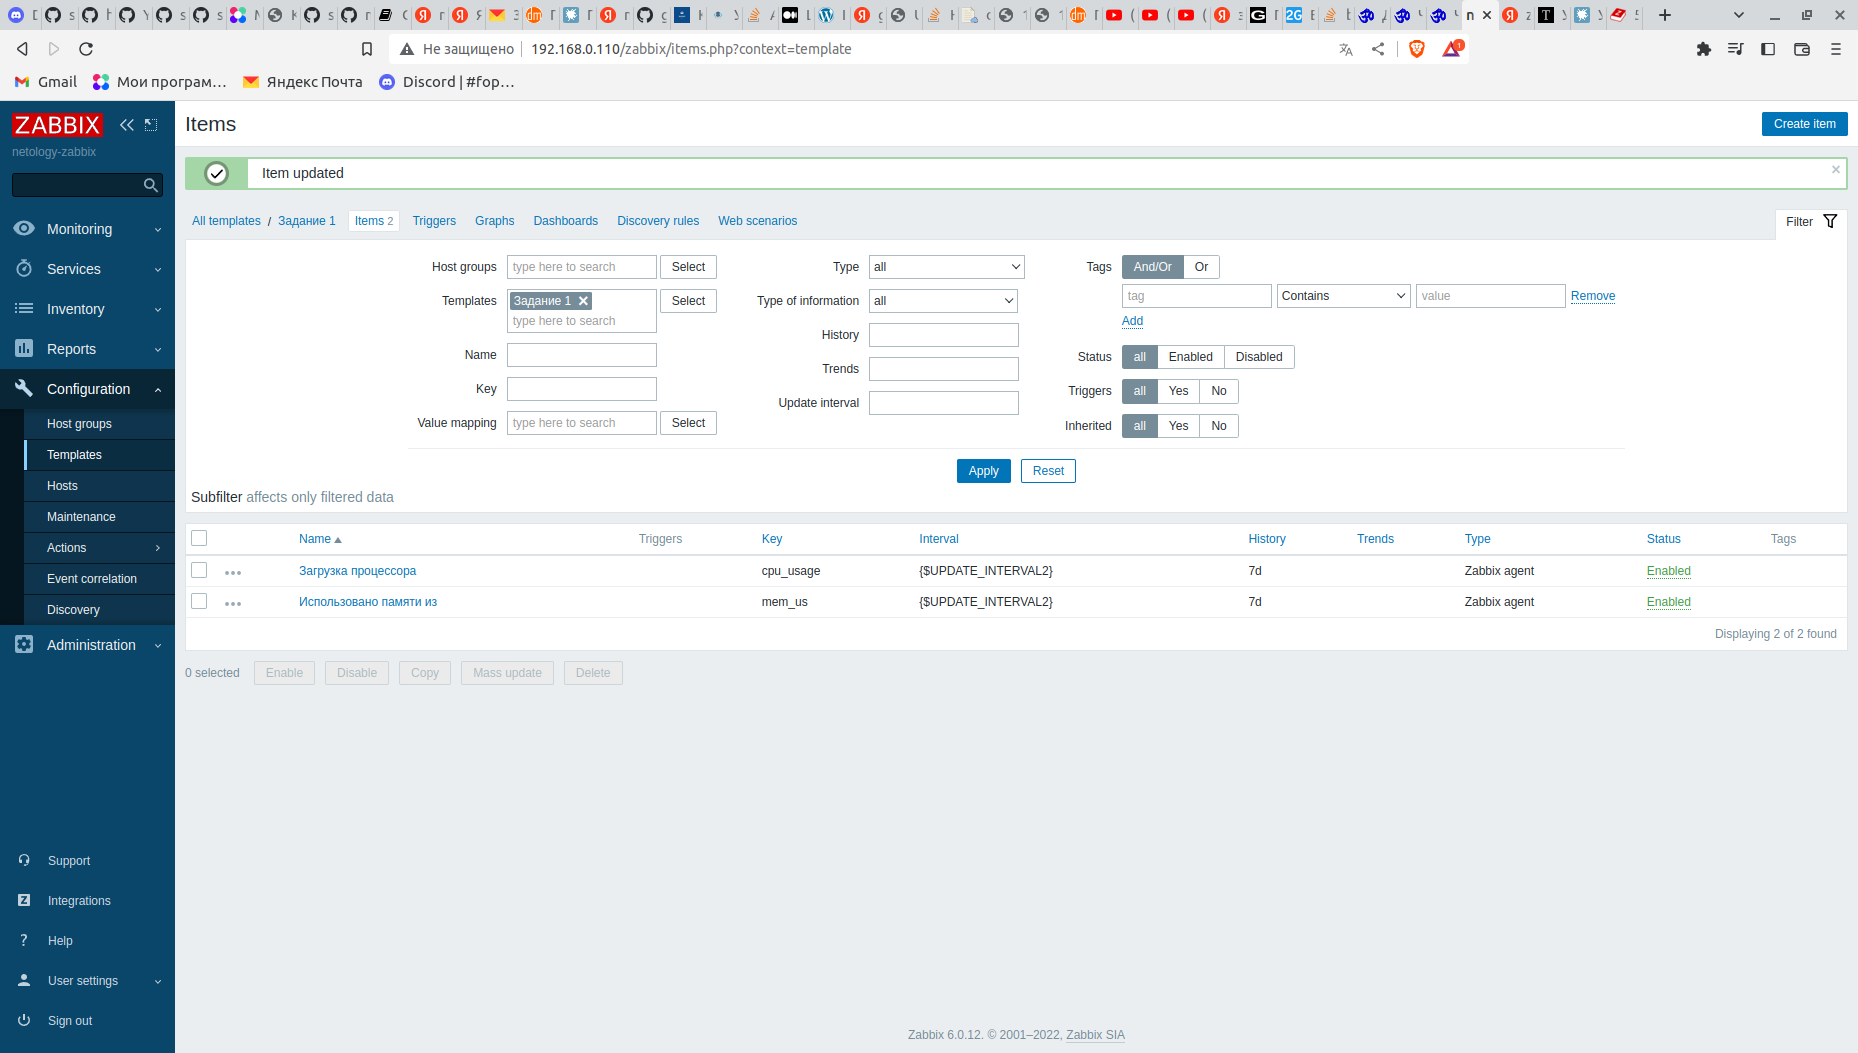 Не защищено 192.168.0.110/zabbix/items.php?context=template
Gmail Мои програм… Яндекс Почта Discord | #фор…
ZABBIX
netology-zabbix
Monitoring
Services
Inventory
Reports
Configuration
Host groups
Templates
Hosts
Maintenance
Actions
Event correlation
Discovery
Administration
Support
Integrations
Help
User settings
Sign out
Items
Create item
Item updated
All templates / Задание 1 Items 2 Triggers Graphs Dashboards Discovery rules Web scenarios
Filter
Host groups type here to search Select
Templates Задание 1 Select
type here to search
Name
Key
Value mapping type here to search Select
Type all
Type of information all
History
Trends
Update interval
Tags And/Or Or
tag Contains value Remove
Add
Status all Enabled Disabled
Triggers all Yes No
Inherited all Yes No
Apply Reset
Subfilter affects only filtered data
Name Triggers Key Interval History Trends Type Status Tags
Загрузка процессора cpu_usage {$UPDATE_INTERVAL2} 7d Zabbix agent Enabled
Использовано памяти из mem_us {$UPDATE_INTERVAL2} 7d Zabbix agent Enabled
Displaying 2 of 2 found
0 selected Enable Disable Copy Mass update Delete
Zabbix 6.0.12. © 2001–2022, Zabbix SIA